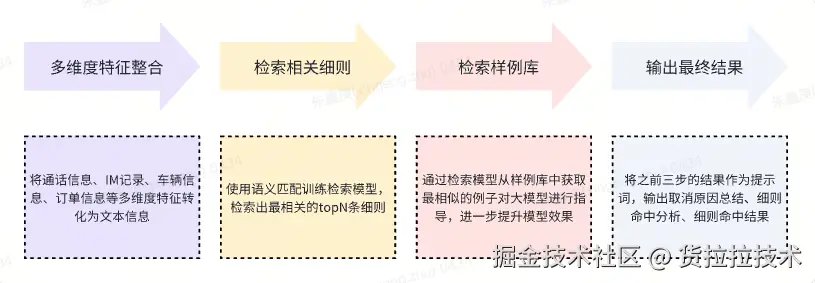 多维度特征整合
检索相关细则
检索样例库
输出最终结果
将通话信息、IM记录、车辆信
息、订单信息等多维度特征转
化为文本信息
使用语义匹配训练检索模型，
检索出最相关的topN条细则
通过检索模型从样例库中获取
最相似的例子对大模型进行指
导，进一步提升模型效果
将之前三步的结果作为提示
词，输出取消原因总结、细则
命中分析、细则命中结果
掘金技术社区 @ 货拉拉技术